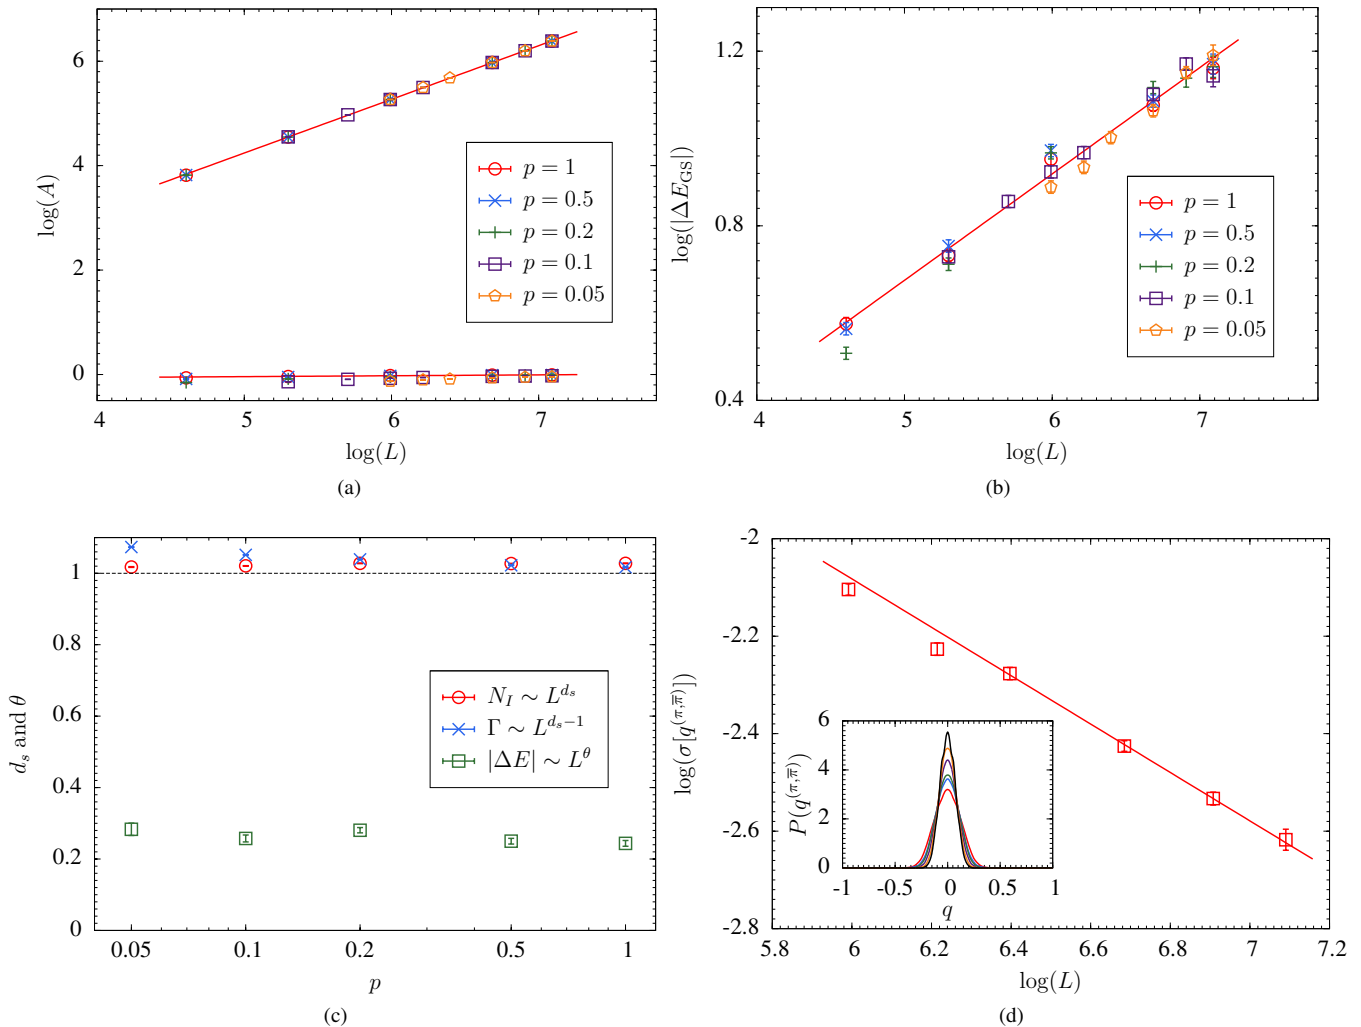 log(A)
6
4
2
0
4
5
6
7
log(L)
p = 1
p = 0.5
p = 0.2
p = 0.1
p = 0.05
(a)
log(|ΔE_GS|)
1.2
0.8
0.4
4
5
6
7
log(L)
p = 1
p = 0.5
p = 0.2
p = 0.1
p = 0.05
(b)
d_s and θ
1
0.8
0.6
0.4
0.2
0
0.05
0.1
0.2
0.5
1
p
N_I ∼ L^{d_s}
Γ ∼ L^{d_s−1}
|ΔE| ∼ L^θ
(c)
log(σ[q^{(π,π̅)}])
-2
-2.2
-2.4
-2.6
-2.8
5.8
6
6.2
6.4
6.6
6.8
7
7.2
log(L)
P(q^{(π,π̅)})
6
4
2
0
-1
-0.5
0
0.5
1
q
(d)